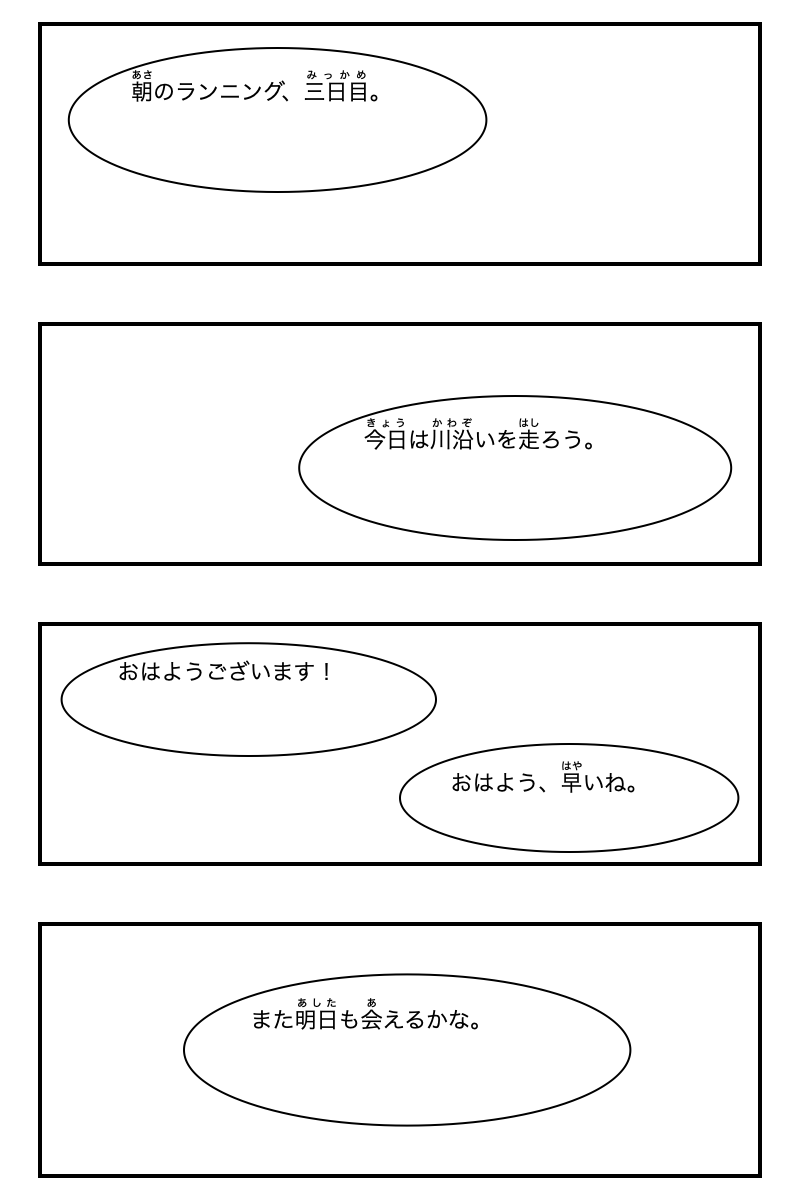 朝のランニング、三日目。
今日は川沿いを走ろう。
おはようございます！
おはよう、早いね。
また明日も会えるかな。